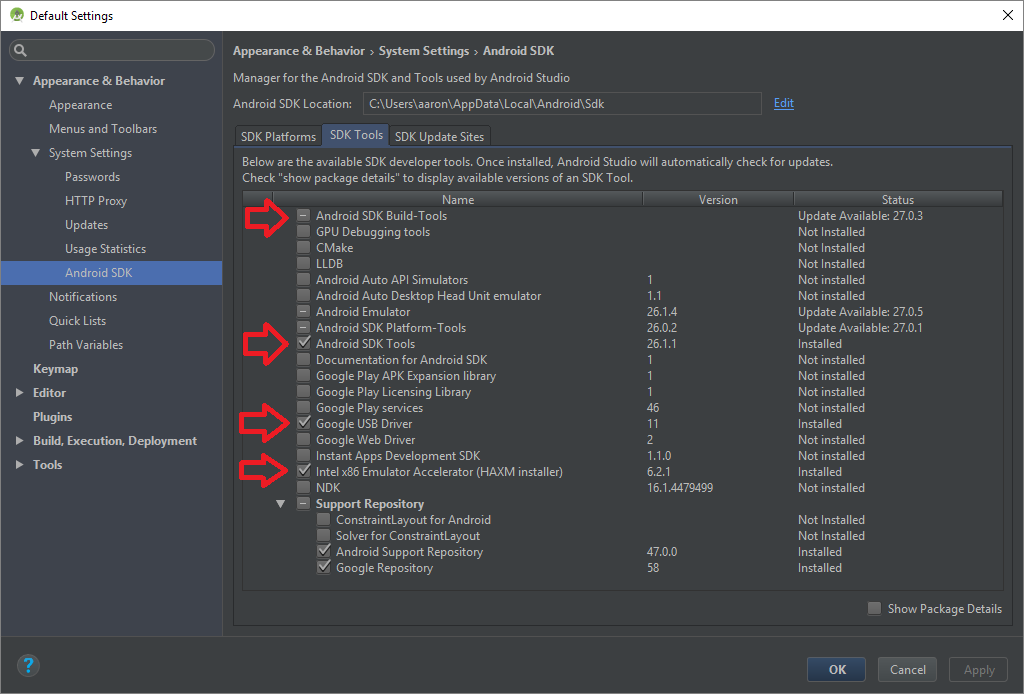 Default Settings
Appearance & Behavior
Appearance
Menus and Toolbars
System Settings
Passwords
HTTP Proxy
Updates
Usage Statistics
Android SDK
Notifications
Quick Lists
Path Variables
Keymap
Editor
Plugins
Build, Execution, Deployment
Tools
Appearance & Behavior › System Settings › Android SDK
Manager for the Android SDK and Tools used by Android Studio
Android SDK Location: C:\Users\aaron\AppData\Local\Android\Sdk Edit
SDK Platforms SDK Tools SDK Update Sites
Below are the available SDK developer tools. Once installed, Android Studio will automatically check for updates.
Check "show package details" to display available versions of an SDK Tool.
Name Version Status
Android SDK Build-Tools Update Available: 27.0.3
GPU Debugging tools Not Installed
CMake Not Installed
LLDB Not Installed
Android Auto API Simulators 1 Not installed
Android Auto Desktop Head Unit emulator 1.1 Not installed
Android Emulator 26.1.4 Update Available: 27.0.5
Android SDK Platform-Tools 26.0.2 Update Available: 27.0.1
Android SDK Tools 26.1.1 Installed
Documentation for Android SDK 1 Not installed
Google Play APK Expansion library 1 Not installed
Google Play Licensing Library 1 Not installed
Google Play services 46 Not installed
Google USB Driver 11 Installed
Google Web Driver 2 Not installed
Instant Apps Development SDK 1.1.0 Not installed
Intel x86 Emulator Accelerator (HAXM installer) 6.2.1 Installed
NDK 16.1.4479499 Not installed
Support Repository
ConstraintLayout for Android Not Installed
Solver for ConstraintLayout Not Installed
Android Support Repository 47.0.0 Installed
Google Repository 58 Installed
Show Package Details
? OK Cancel Apply